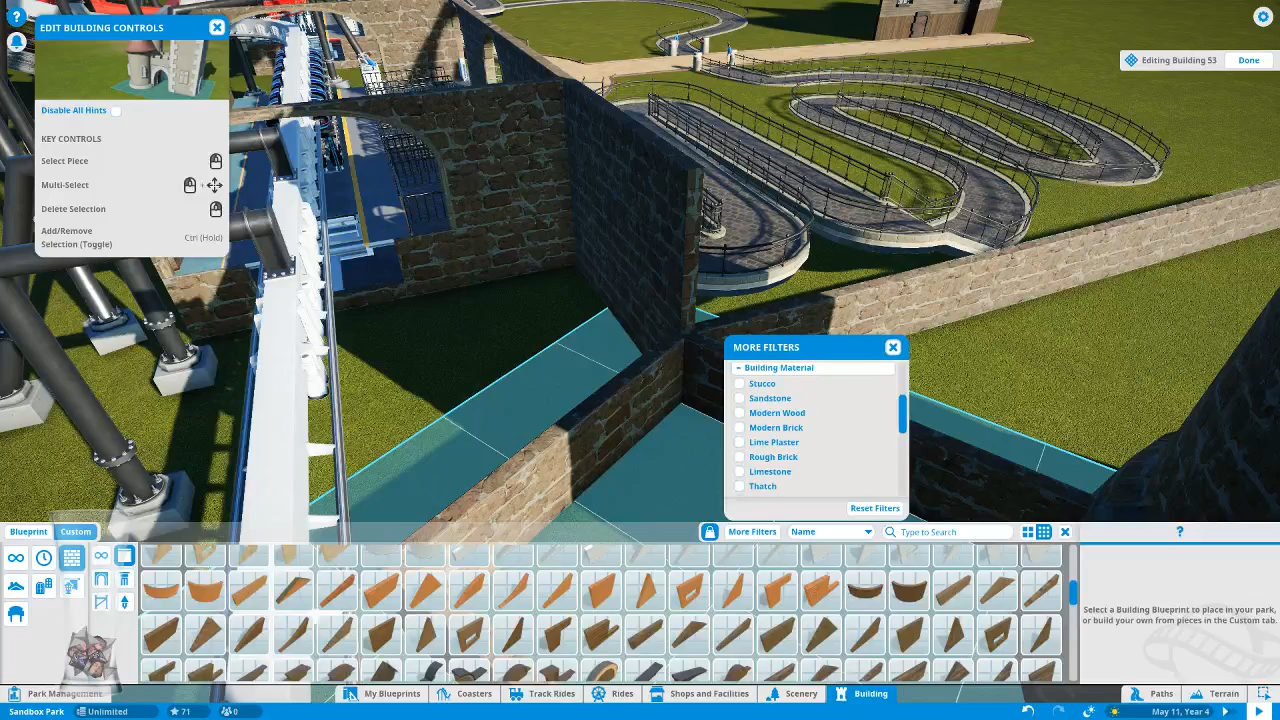 ?
EDIT BUILDING CONTROLS
Disable All Hints
KEY CONTROLS
Select Piece
Multi-Select
Delete Selection
Add/Remove
Selection (Toggle)
Ctrl (Hold)
Editing Building 53
Done
MORE FILTERS
- Building Material
Stucco
Sandstone
Modern Wood
Modern Brick
Lime Plaster
Rough Brick
Limestone
Thatch
Reset Filters
Blueprint
Custom
More Filters
Name
Type to Search
?
Select a Building Blueprint to place in your park,
or build your own from pieces in the Custom tab.
Park Management
My Blueprints
Coasters
Track Rides
Rides
Shops and Facilities
Scenery
Building
Paths
Terrain
Sandbox Park
Unlimited
71
0
May 11, Year 4